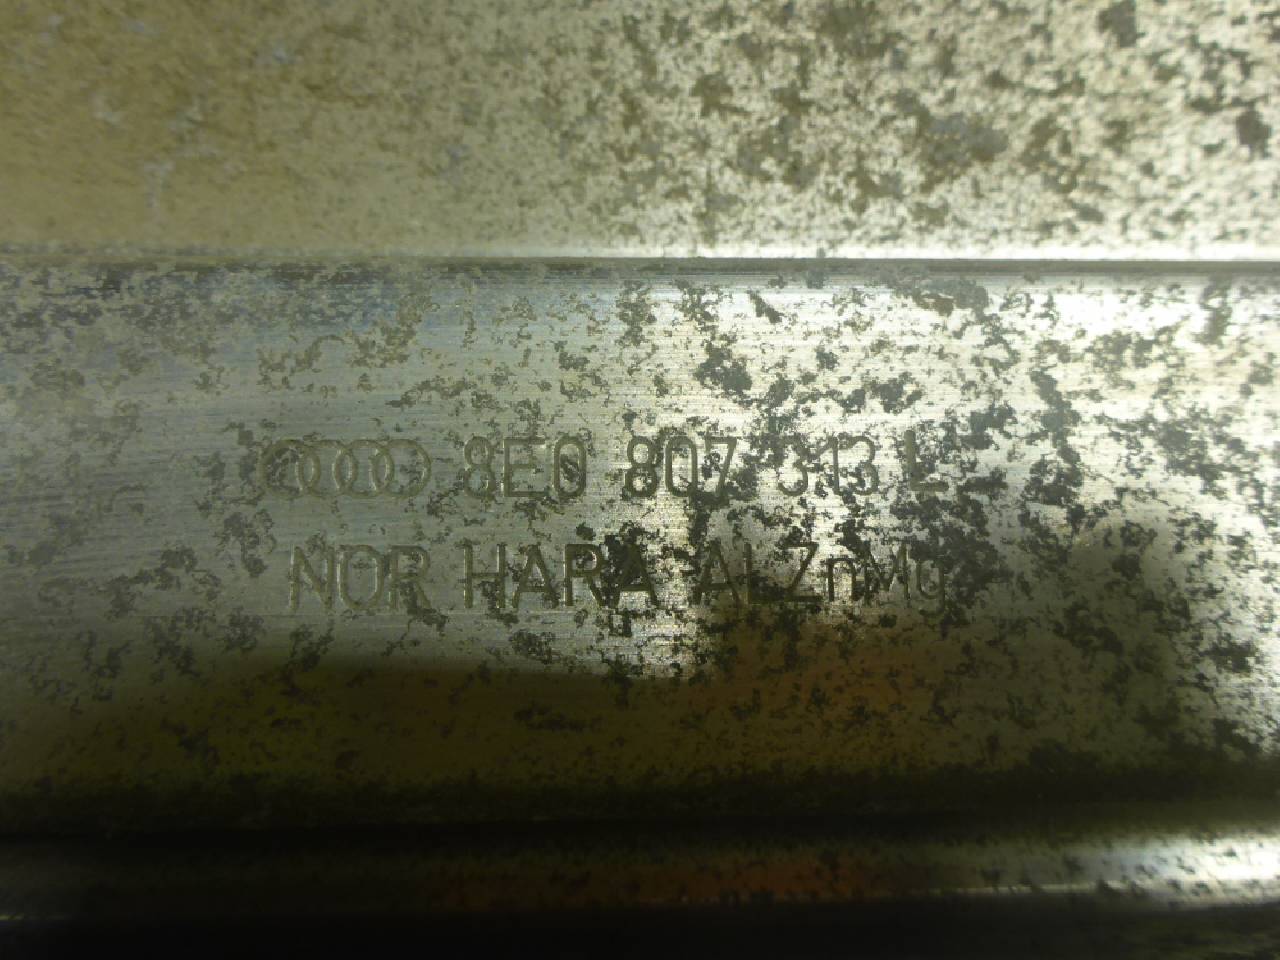 8E0 807 313 L
NOR HARA AlZnMg